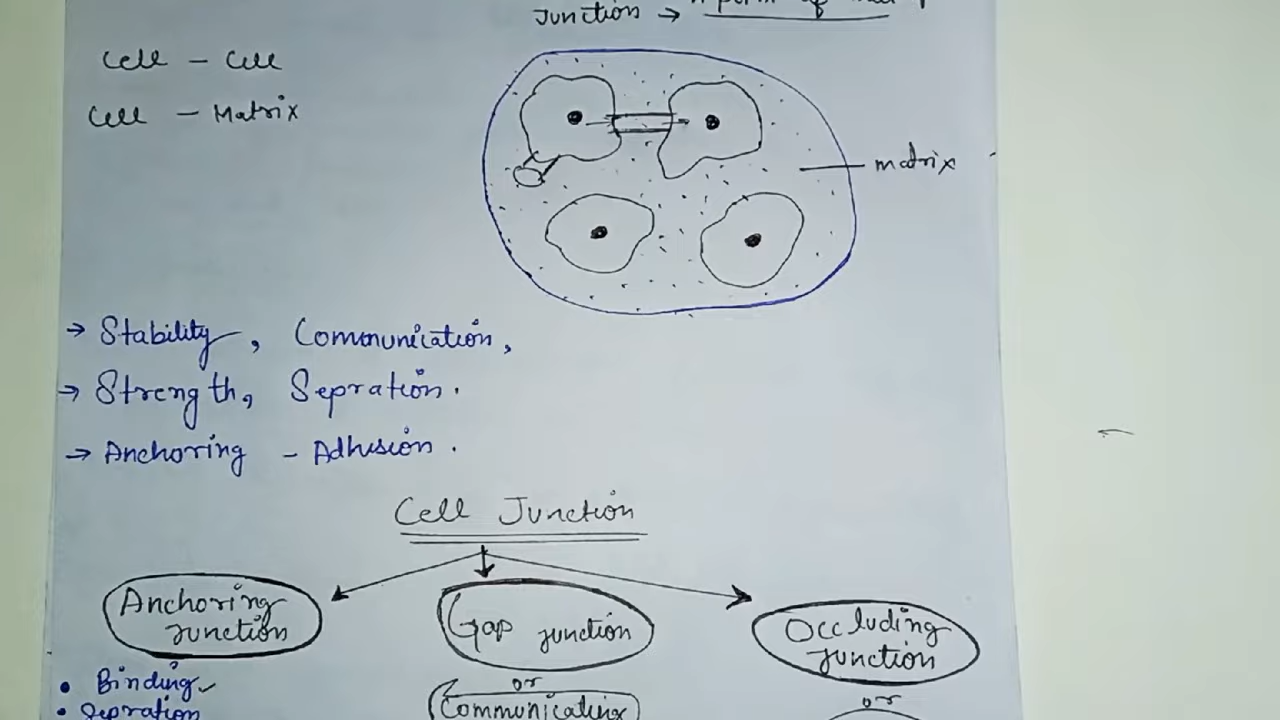 Junction →
Cell - Cell
Cell - Matrix
matrix
→ Stability, Communication,
→ Strength, Sepration.
→ Anchoring - Adhesion.
Cell Junction
Anchoring junction
Gap junction
Occluding junction
• Binding
• Sepration
or
Communicating
or